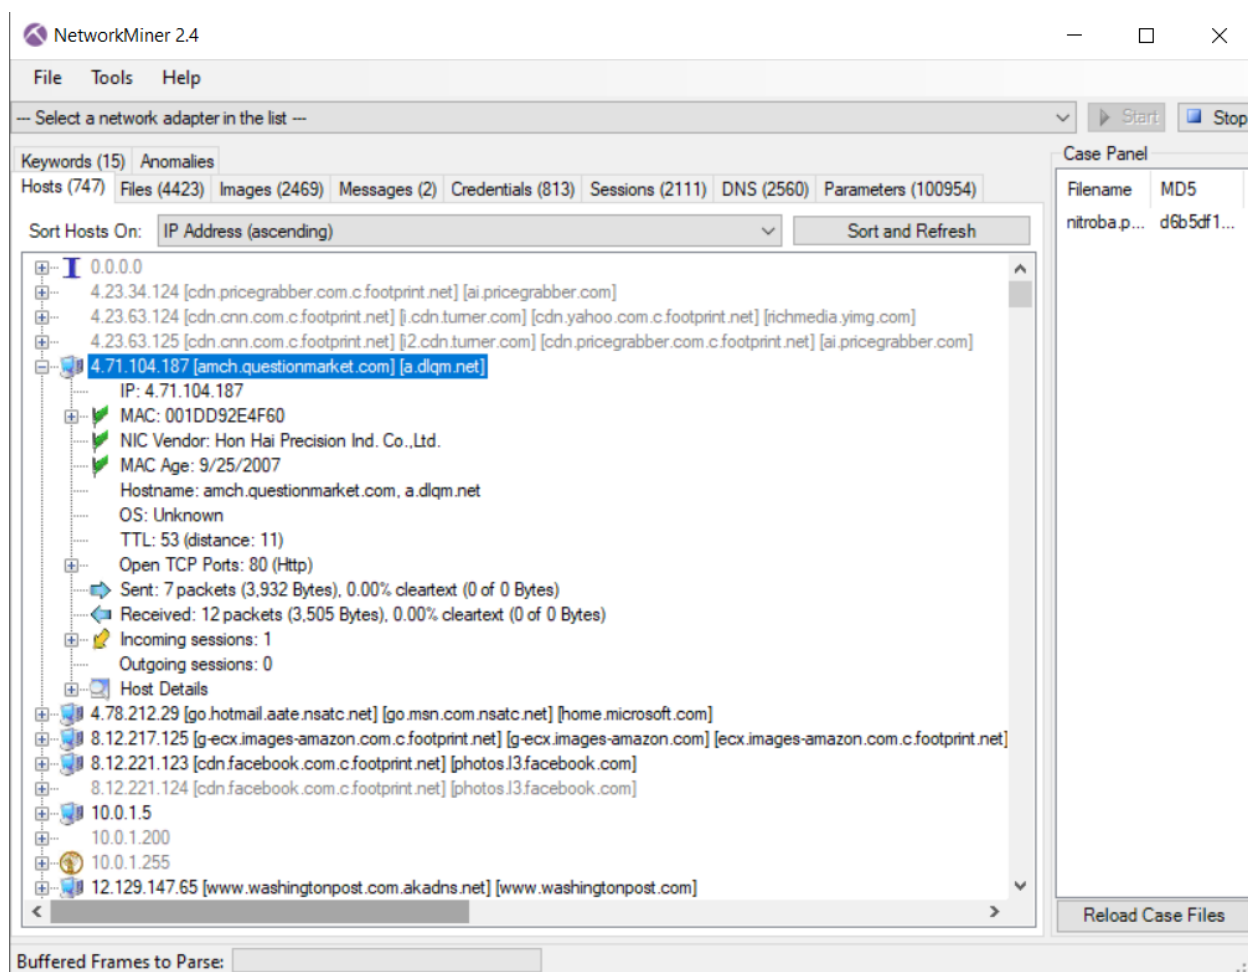 NetworkMiner 2.4
File Tools Help
--- Select a network adapter in the list ---
Start
Stop
Keywords (15) Anomalies
Hosts (747) Files (4423) Images (2469) Messages (2) Credentials (813) Sessions (2111) DNS (2560) Parameters (100954)
Sort Hosts On: IP Address (ascending) Sort and Refresh
0.0.0.0
4.23.34.124 [cdn.pricegrabber.com.c.footprint.net] [ai.pricegrabber.com]
4.23.63.124 [cdn.cnn.com.c.footprint.net] [i.cdn.turner.com] [cdn.yahoo.com.c.footprint.net] [richmedia.yimg.com]
4.23.63.125 [cdn.cnn.com.c.footprint.net] [i2.cdn.turner.com] [cdn.pricegrabber.com.c.footprint.net] [ai.pricegrabber.com]
4.71.104.187 [amch.questionmarket.com] [a.dlqm.net]
IP: 4.71.104.187
MAC: 001DD92E4F60
NIC Vendor: Hon Hai Precision Ind. Co.,Ltd.
MAC Age: 9/25/2007
Hostname: amch.questionmarket.com, a.dlqm.net
OS: Unknown
TTL: 53 (distance: 11)
Open TCP Ports: 80 (Http)
Sent: 7 packets (3,932 Bytes), 0.00% cleartext (0 of 0 Bytes)
Received: 12 packets (3,505 Bytes), 0.00% cleartext (0 of 0 Bytes)
Incoming sessions: 1
Outgoing sessions: 0
Host Details
4.78.212.29 [go.hotmail.aate.nsatc.net] [go.msn.com.nsatc.net] [home.microsoft.com]
8.12.217.125 [g-ecx.images-amazon.com.c.footprint.net] [g-ecx.images-amazon.com] [ecx.images-amazon.com.c.footprint.net]
8.12.221.123 [cdn.facebook.com.c.footprint.net] [photos.l3.facebook.com]
8.12.221.124 [cdn.facebook.com.c.footprint.net] [photos.l3.facebook.com]
10.0.1.5
10.0.1.200
10.0.1.255
12.129.147.65 [www.washingtonpost.com.akadns.net] [www.washingtonpost.com]
Case Panel
Filename MD5
nitroba.p... d6b5df1...
Reload Case Files
Buffered Frames to Parse: